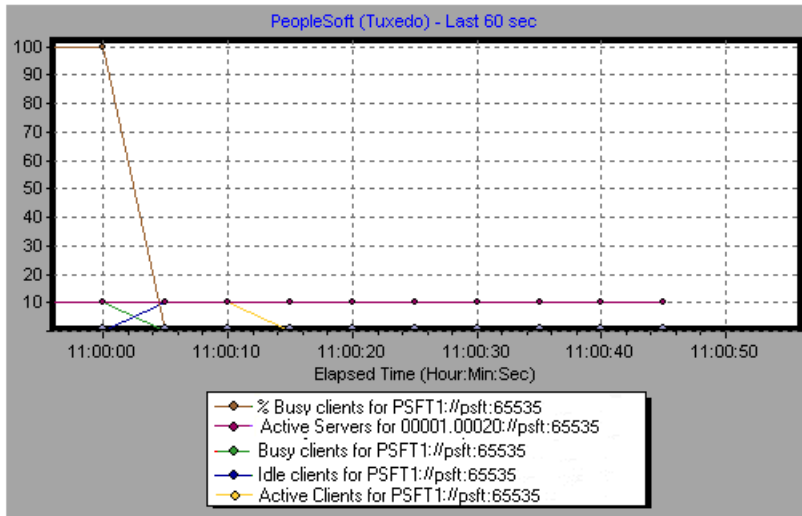 PeopleSoft (Tuxedo) - Last 60 sec
100
90
80
70
60
50
40
30
20
10
11:00:00 11:00:10 11:00:20 11:00:30 11:00:40 11:00:50
Elapsed Time (Hour:Min:Sec)
% Busy clients for PSFT1://psft:65535
Active Servers for 00001.00020://psft:65535
Busy clients for PSFT1://psft:65535
Idle clients for PSFT1://psft:65535
Active Clients for PSFT1://psft:65535